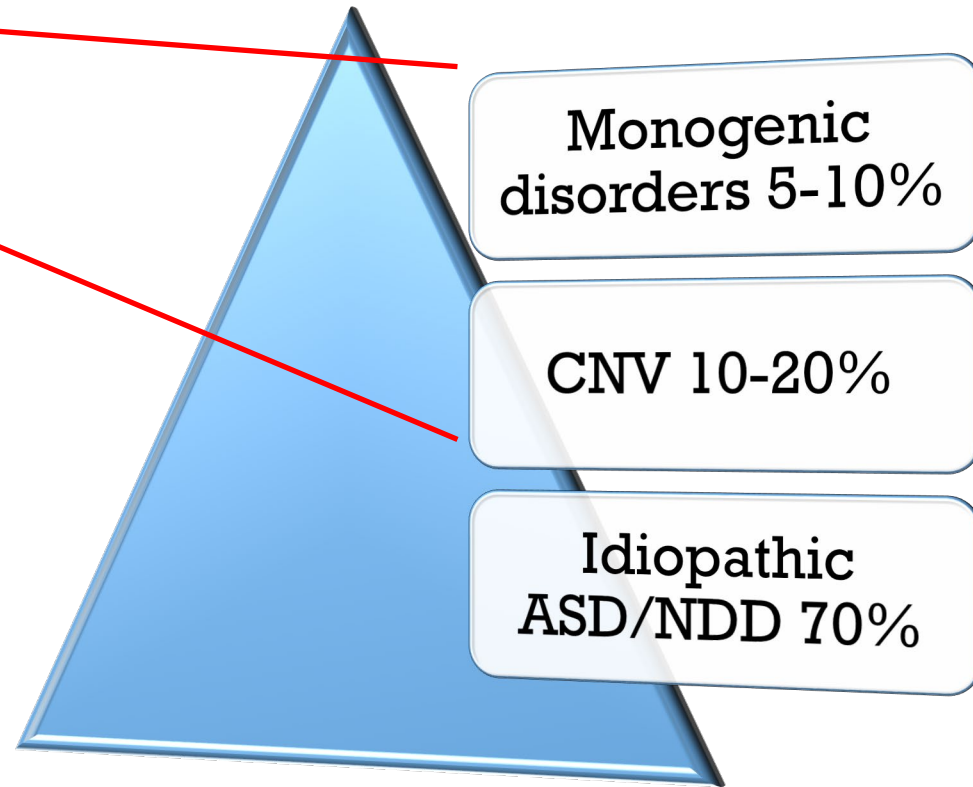 Monogenic
disorders 5-10%
CNV 10-20%
Idiopathic
ASD/NDD 70%